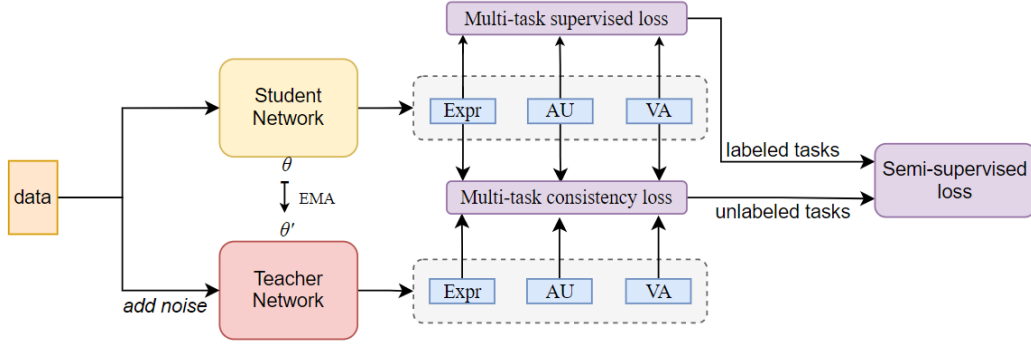 Multi-task supervised loss
Student
Network
Expr
AU
VA
data
θ
EMA
θ'
labeled tasks
Semi-supervised
loss
Multi-task consistency loss
unlabeled tasks
add noise
Teacher
Network
Expr
AU
VA